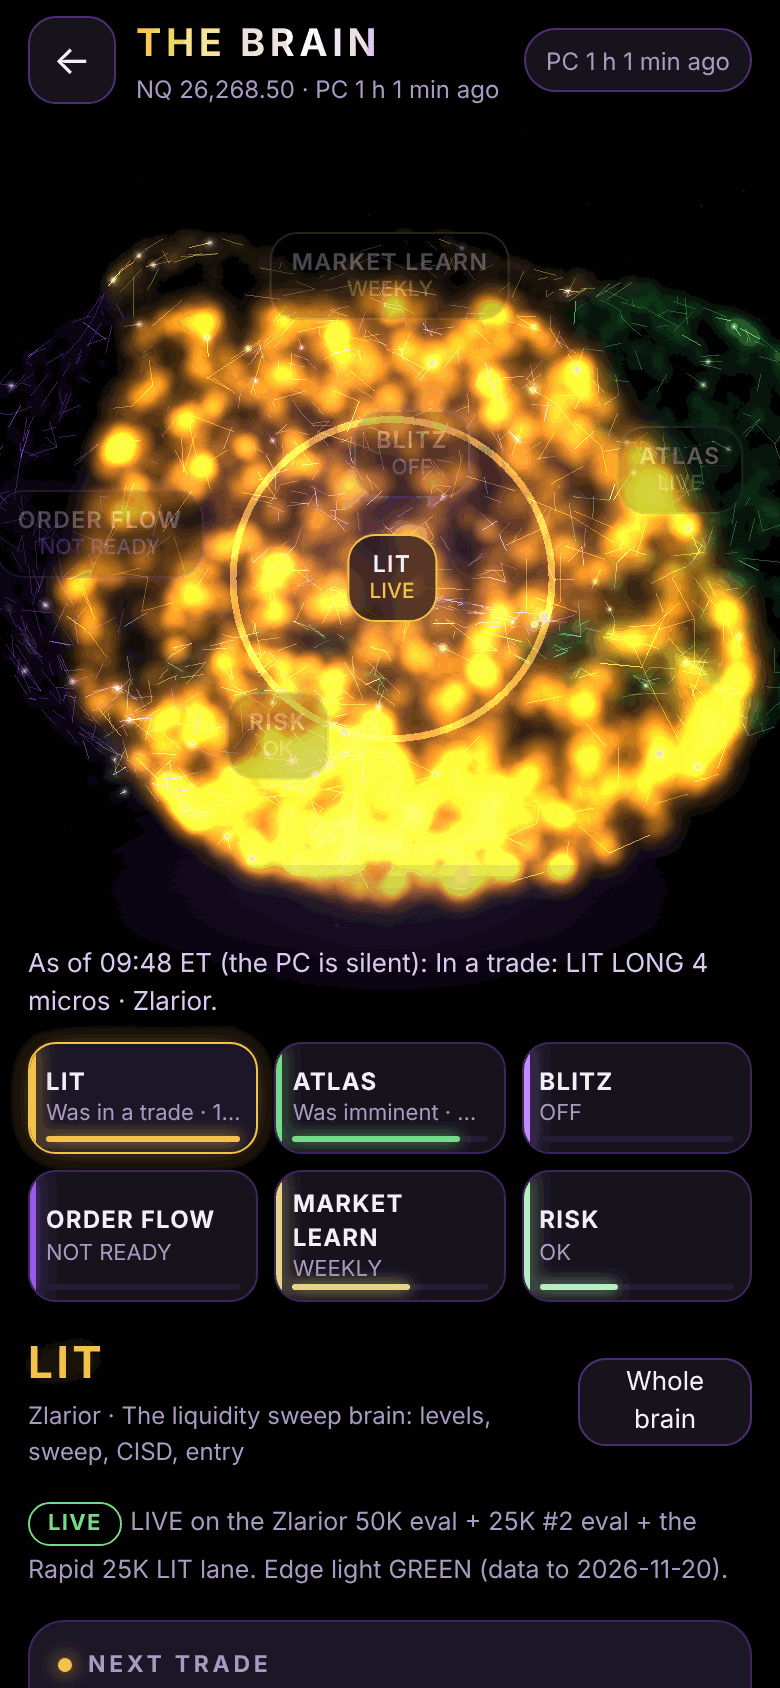 THE BRAIN
NQ 26,268.50 · PC 1 h 1 min ago
PC 1 h 1 min ago
MARKET LEARN
WEEKLY
BLITZ
OFF
ATLAS
LIVE
ORDER FLOW
NOT READY
LIT
LIVE
RISK
OK
As of 09:48 ET (the PC is silent): In a trade: LIT LONG 4
micros · Zlarior.
LIT
Was in a trade · 1...
ATLAS
Was imminent · ...
BLITZ
OFF
ORDER FLOW
NOT READY
MARKET
LEARN
WEEKLY
RISK
OK
LIT
Zlarior · The liquidity sweep brain: levels,
sweep, CISD, entry
Whole
brain
LIVE LIVE on the Zlarior 50K eval + 25K #2 eval + the
Rapid 25K LIT lane. Edge light GREEN (data to 2026-11-20).
NEXT TRADE